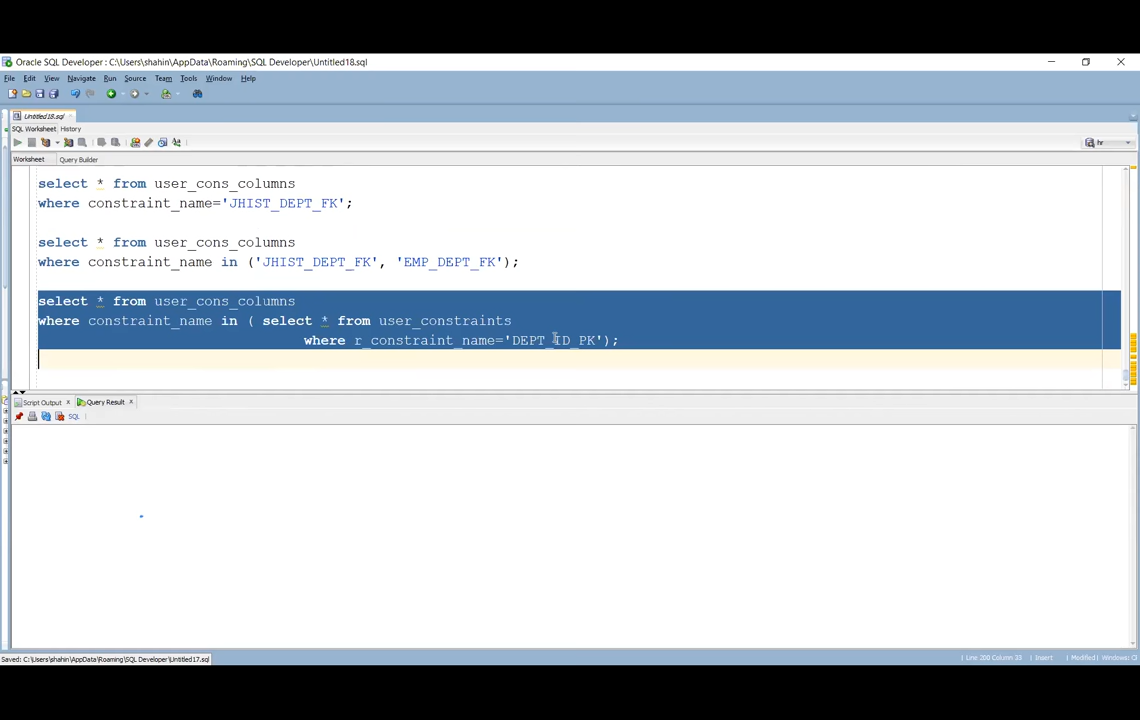 Oracle SQL Developer : C:\Users\shahin\AppData\Roaming\SQL Developer\Untitled18.sql
File Edit View Navigate Run Source Team Tools Window Help
Untitled18.sql
SQL Worksheet History
hr
Worksheet Query Builder
select * from user_cons_columns
where constraint_name='JHIST_DEPT_FK';
select * from user_cons_columns
where constraint_name in ('JHIST_DEPT_FK', 'EMP_DEPT_FK');
select * from user_cons_columns
where constraint_name in ( select * from user_constraints
where r_constraint_name='DEPT_ID_PK');
Script Output Query Result
SQL
Saved: C:\Users\shahin\AppData\Roaming\SQL Developer\Untitled17.sql
Line 200 Column 33 Insert Modified Windows: C